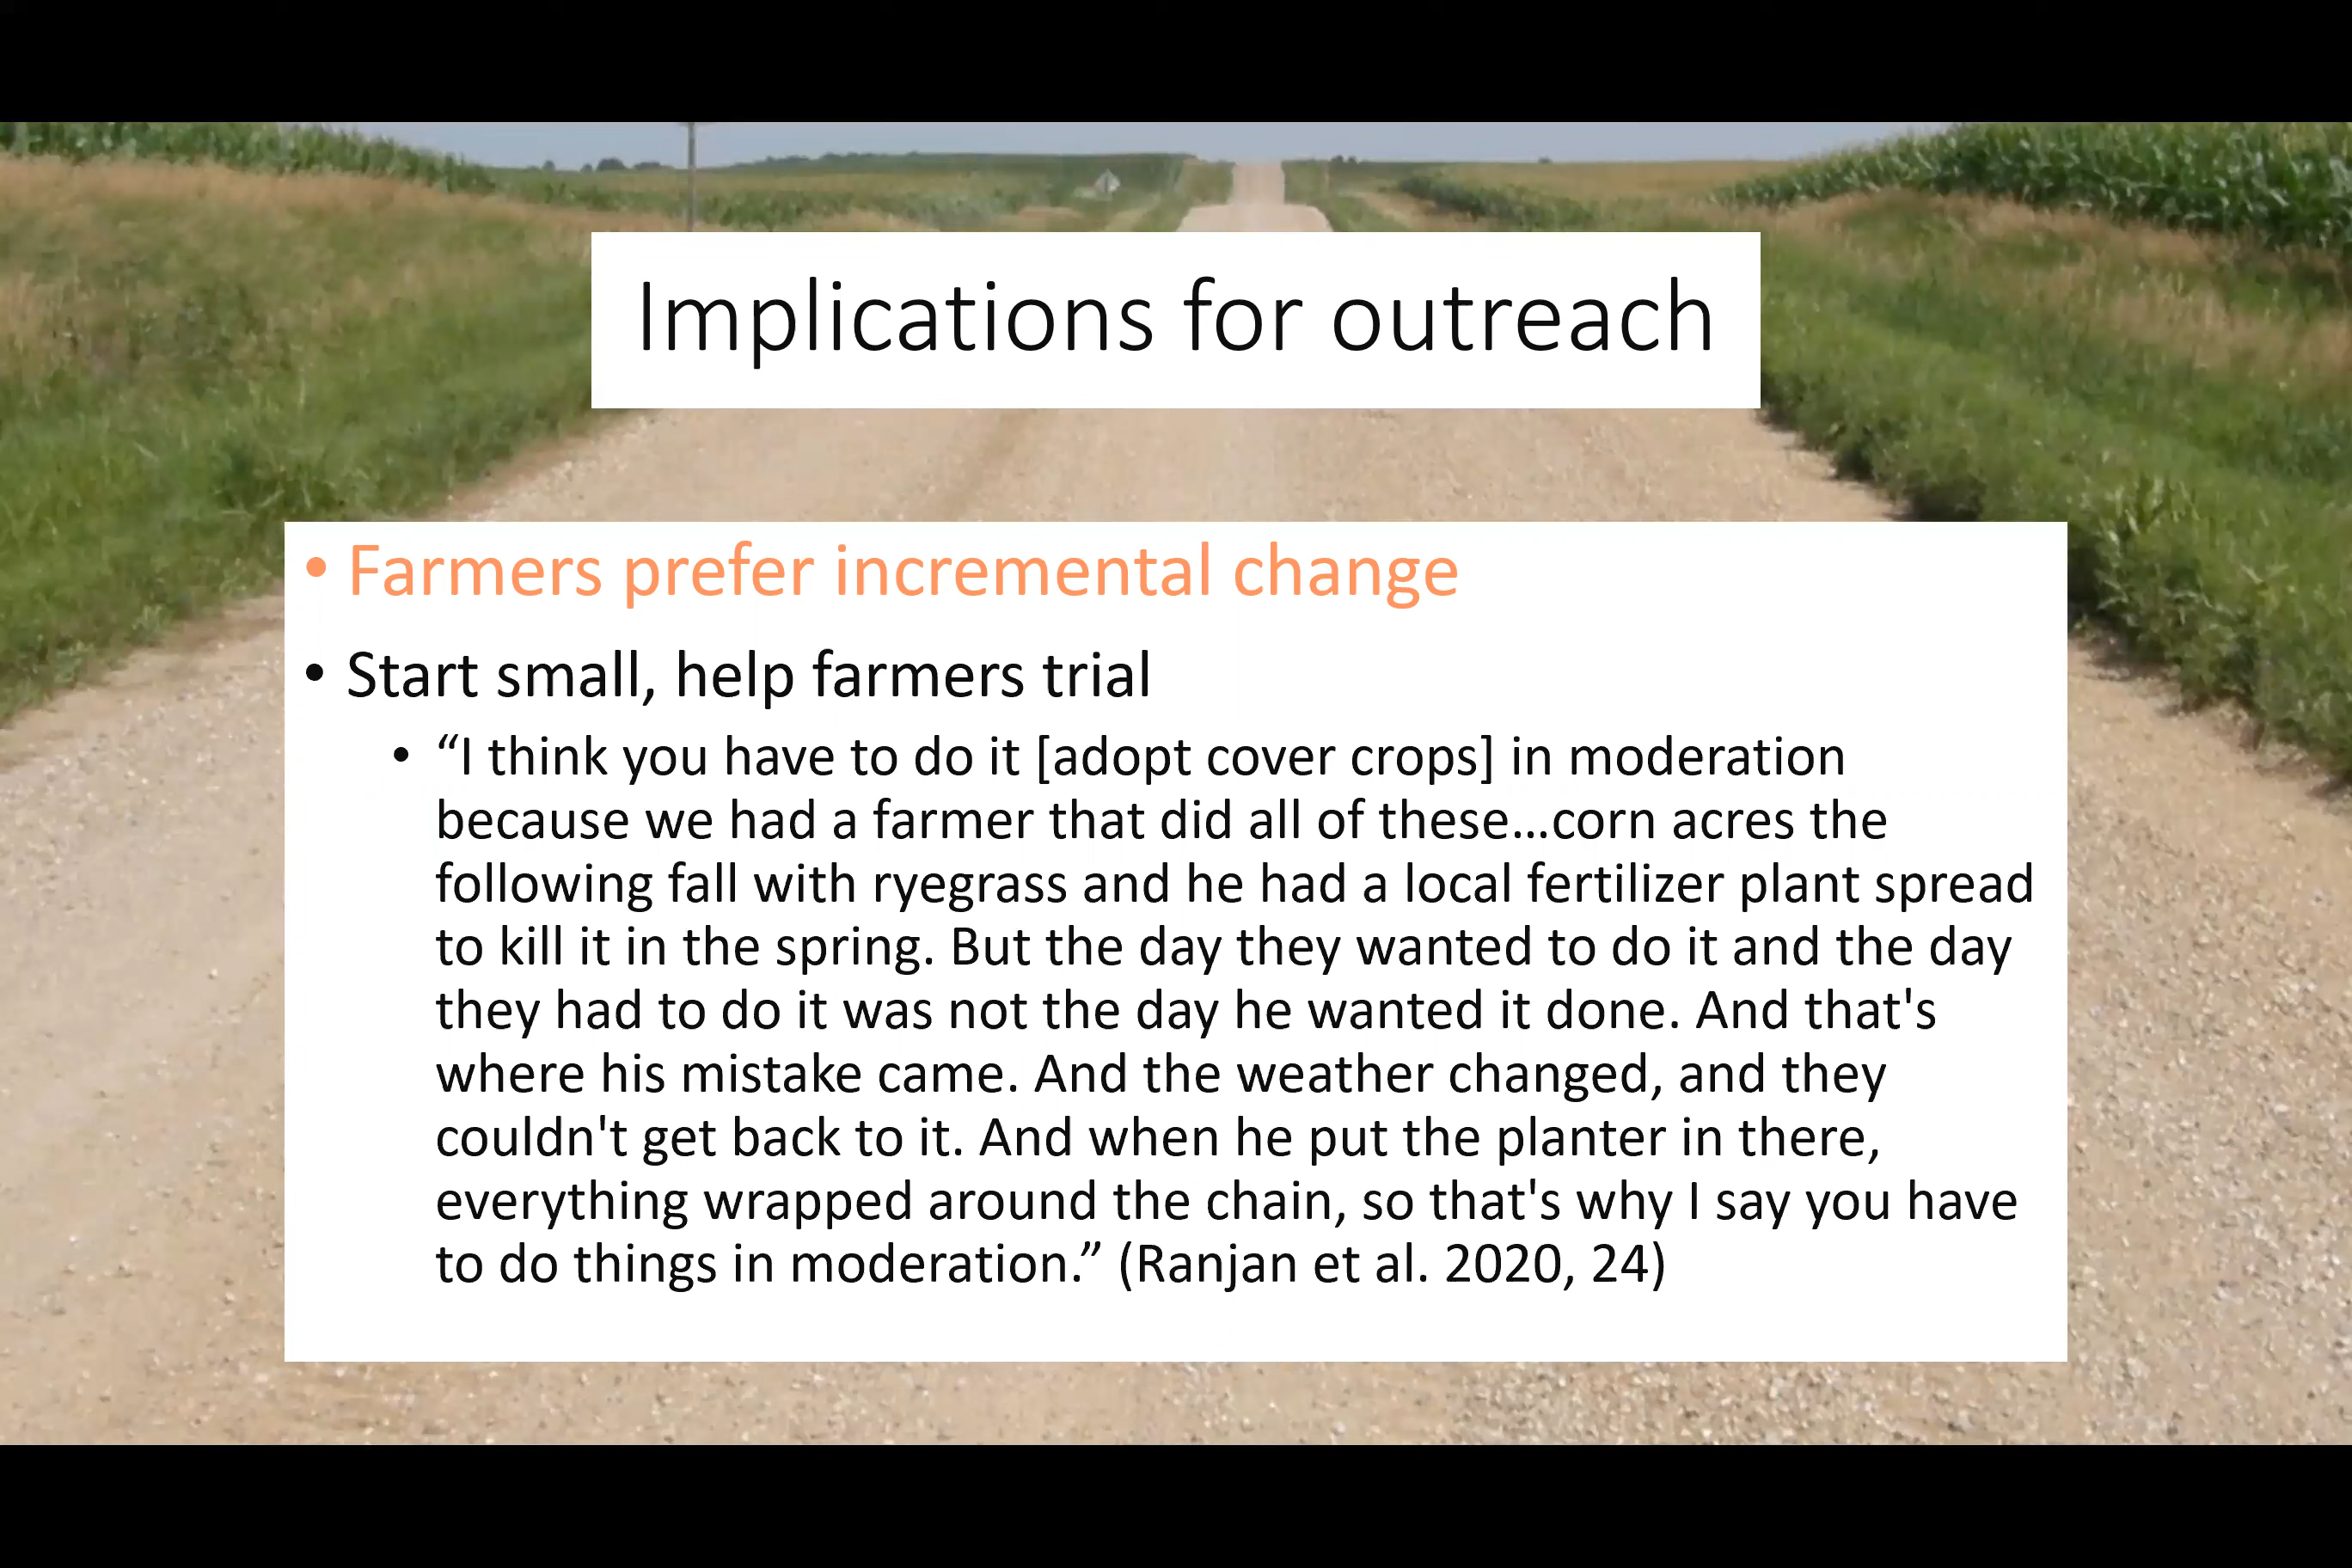 Implications for outreach
• Farmers prefer incremental change
• Start small, help farmers trial
• “I think you have to do it [adopt cover crops] in moderation
because we had a farmer that did all of these…corn acres the
following fall with ryegrass and he had a local fertilizer plant spread
to kill it in the spring. But the day they wanted to do it and the day
they had to do it was not the day he wanted it done. And that's
where his mistake came. And the weather changed, and they
couldn't get back to it. And when he put the planter in there,
everything wrapped around the chain, so that's why I say you have
to do things in moderation.” (Ranjan et al. 2020, 24)